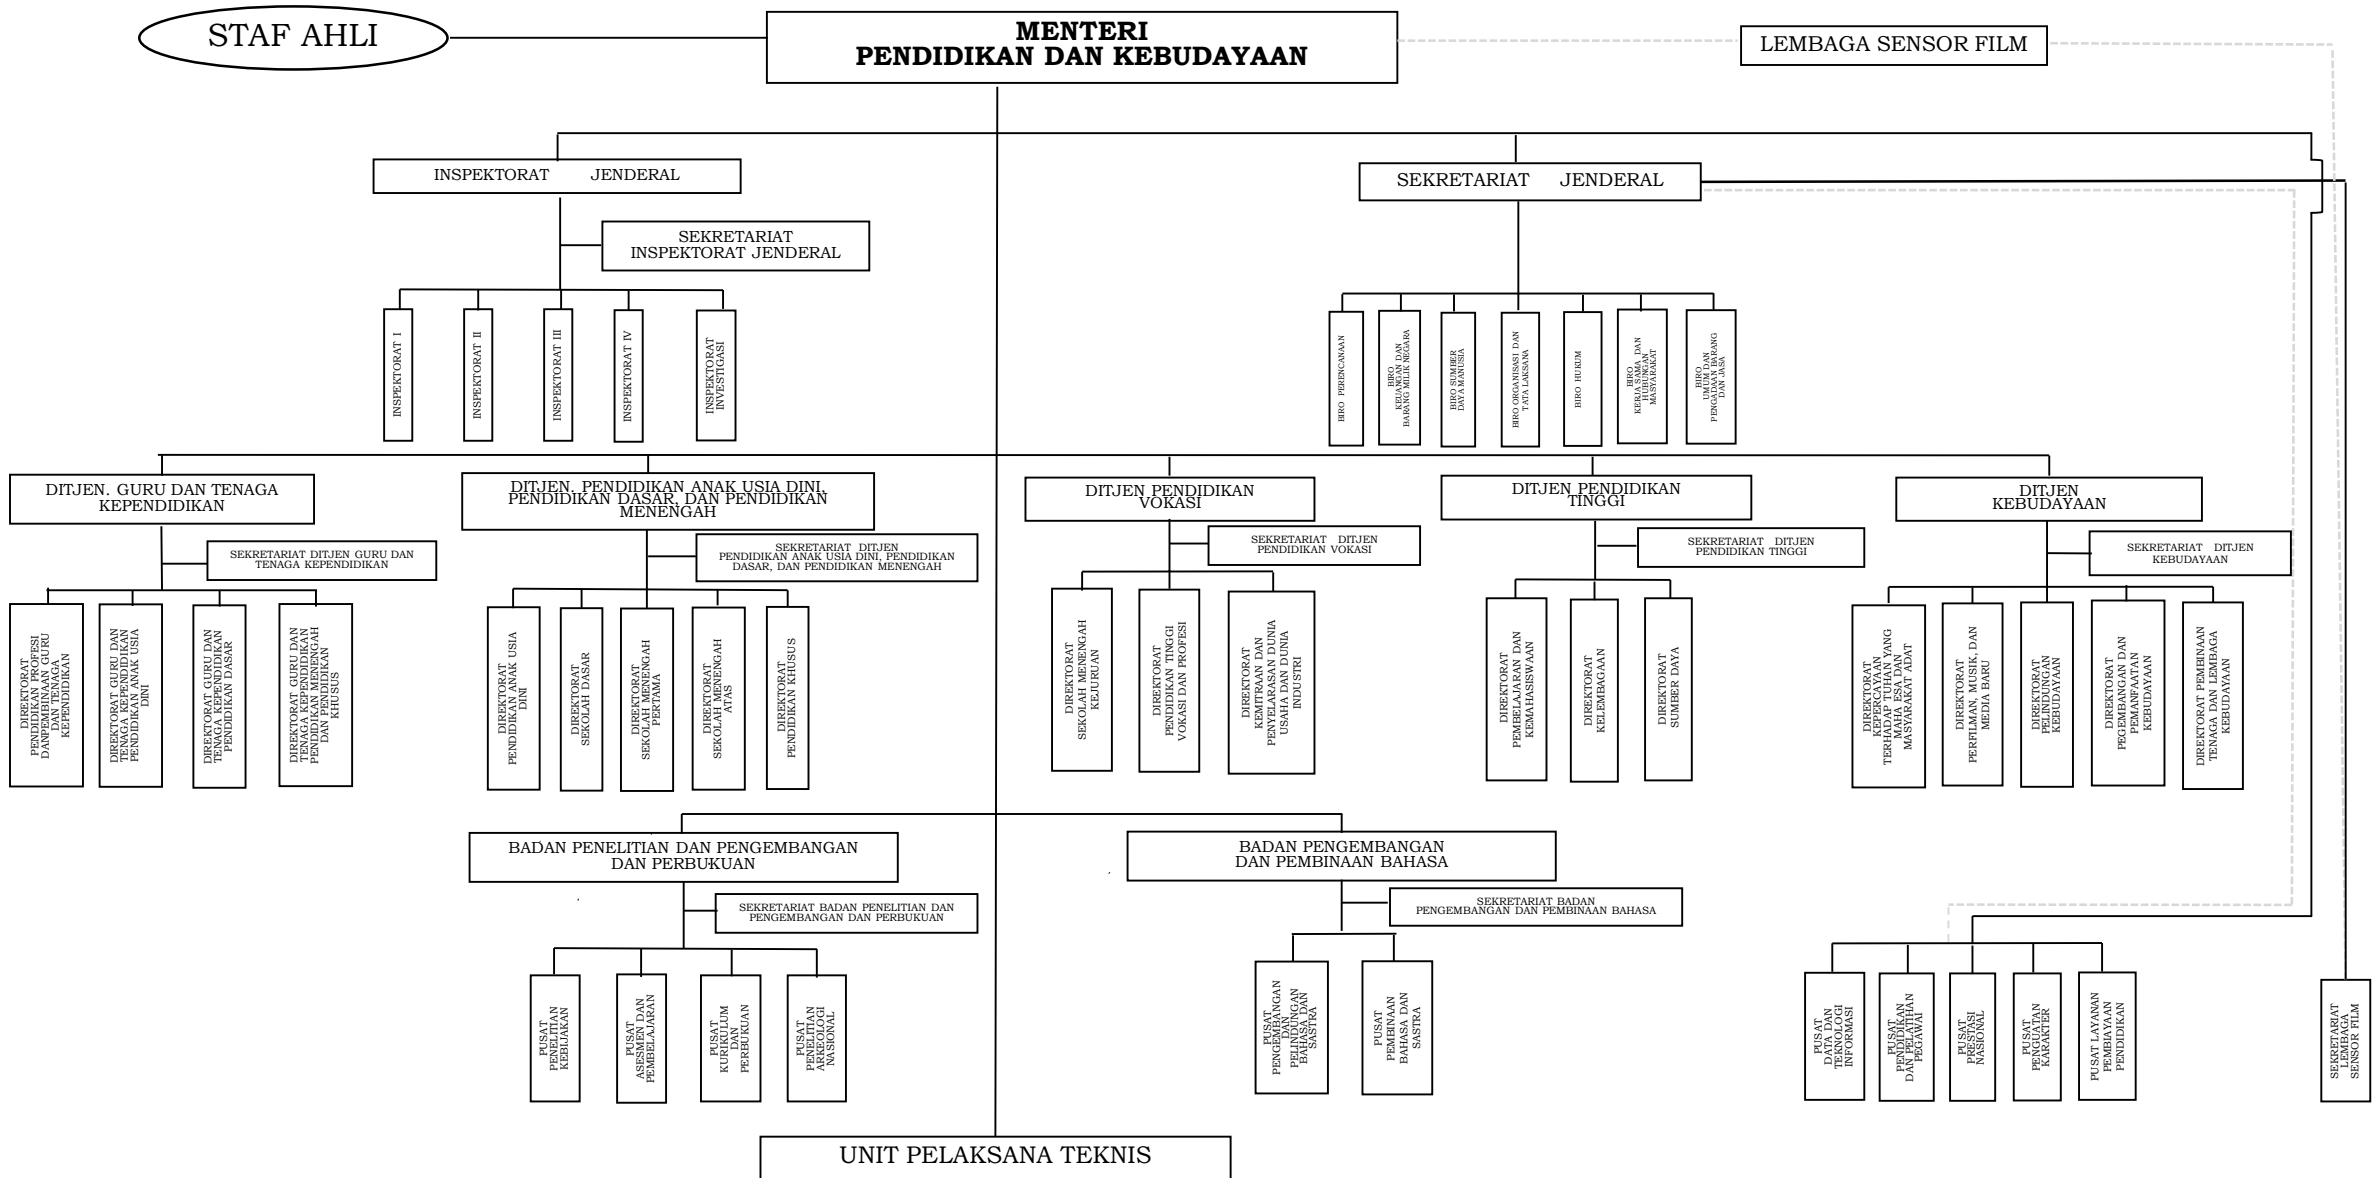 STAF AHLI
MENTERI
PENDIDIKAN DAN KEBUDAYAAN
LEMBAGA SENSOR FILM
INSPEKTORAT JENDERAL
SEKRETARIAT JENDERAL
SEKRETARIAT
INSPEKTORAT JENDERAL
INSPEKTORAT I
INSPEKTORAT II
INSPEKTORAT III
INSPEKTORAT IV
INSPEKTORAT
INVESTIGASI
BIRO PERENCANAAN
BIRO
KEUANGAN DAN
BARANG MILIK NEGARA
BIRO SUMBER
DAYA MANUSIA
BIRO ORGANISASI DAN
TATA LAKSANA
BIRO HUKUM
BIRO
KERJA SAMA DAN
HUBUNGAN
MASYARAKAT
BIRO
UMUM DAN
PENGADAAN BARANG
DAN JASA
DITJEN. GURU DAN TENAGA
KEPENDIDIKAN
DITJEN. PENDIDIKAN ANAK USIA DINI,
PENDIDIKAN DASAR, DAN PENDIDIKAN
MENENGAH
DITJEN PENDIDIKAN
VOKASI
DITJEN PENDIDIKAN
TINGGI
DITJEN
KEBUDAYAAN
SEKRETARIAT DITJEN GURU DAN
TENAGA KEPENDIDIKAN
SEKRETARIAT DITJEN
PENDIDIKAN ANAK USIA DINI, PENDIDIKAN
DASAR, DAN PENDIDIKAN MENENGAH
SEKRETARIAT DITJEN
PENDIDIKAN VOKASI
SEKRETARIAT DITJEN
PENDIDIKAN TINGGI
SEKRETARIAT DITJEN
KEBUDAYAAN
DIREKTORAT
PENDIDIKAN PROFESI
DANPEMBINAAN GURU
DAN TENAGA
KEPENDIDIKAN
DIREKTORAT GURU DAN
TENAGA KEPENDIDIKAN
PENDIDIKAN ANAK USIA
DINI
DIREKTORAT GURU DAN
TENAGA KEPENDIDIKAN
PENDIDIKAN DASAR
DIREKTORAT GURU DAN
TENAGA KEPENDIDIKAN
PENDIDIKAN MENENGAH
DAN PENDIDIKAN
KHUSUS
DIREKTORAT
PENDIDIKAN ANAK USIA
DINI
DIREKTORAT
SEKOLAH DASAR
DIREKTORAT
SEKOLAH MENENGAH
PERTAMA
DIREKTORAT
SEKOLAH MENENGAH
ATAS
DIREKTORAT
PENDIDIKAN KHUSUS
DIREKTORAT
SEKOLAH MENENGAH
KEJURUAN
DIREKTORAT
PENDIDIKAN TINGGI
VOKASI DAN PROFESI
DIREKTORAT
KEMITRAAN DAN
PENYELARASAN DUNIA
USAHA DAN DUNIA
INDUSTRI
DIREKTORAT
PEMBELAJARAN DAN
KEMAHASISWAAN
DIREKTORAT
KELEMBAGAAN
DIREKTORAT
SUMBER DAYA
DIREKTORAT
KEPERCAYAAN
TERHADAP TUHAN YANG
MAHA ESA DAN
MASYARAKAT ADAT
DIREKTORAT
PERFILMAN, MUSIK, DAN
MEDIA BARU
DIREKTORAT
PELINDUNGAN
KEBUDAYAAN
DIREKTORAT
PEGEMBANGAN DAN
PEMANFAATAN
KEBUDAYAAN
DIREKTORAT PEMBINAAN
TENAGA DAN LEMBAGA
KEBUDAYAAN
BADAN PENELITIAN DAN PENGEMBANGAN
DAN PERBUKUAN
BADAN PENGEMBANGAN
DAN PEMBINAAN BAHASA
SEKRETARIAT BADAN PENELITIAN DAN
PENGEMBANGAN DAN PERBUKUAN
SEKRETARIAT BADAN
PENGEMBANGAN DAN PEMBINAAN BAHASA
PUSAT
PENELITIAN
KEBIJAKAN
PUSAT
ASESMEN DAN
PEMBELAJARAN
PUSAT
KURIKULUM
DAN
PERBUKUAN
PUSAT
PENELITIAN
ARKEOLOGI
NASIONAL
PUSAT
PENGEMBANGAN
DAN
PELINDUNGAN
BAHASA DAN
SASTRA
PUSAT
PEMBINAAN
BAHASA DAN
SASTRA
PUSAT
DATA DAN
TEKNOLOGI
INFORMASI
PUSAT
PENDIDIKAN
DAN PELATIHAN
PEGAWAI
PUSAT
PRESTASI
NASIONAL
PUSAT
PENGUATAN
KARAKTER
PUSAT LAYANAN
PEMBIAYAAN
PENDIDIKAN
SEKRETARIAT
LEMBAGA
SENSOR FILM
UNIT PELAKSANA TEKNIS